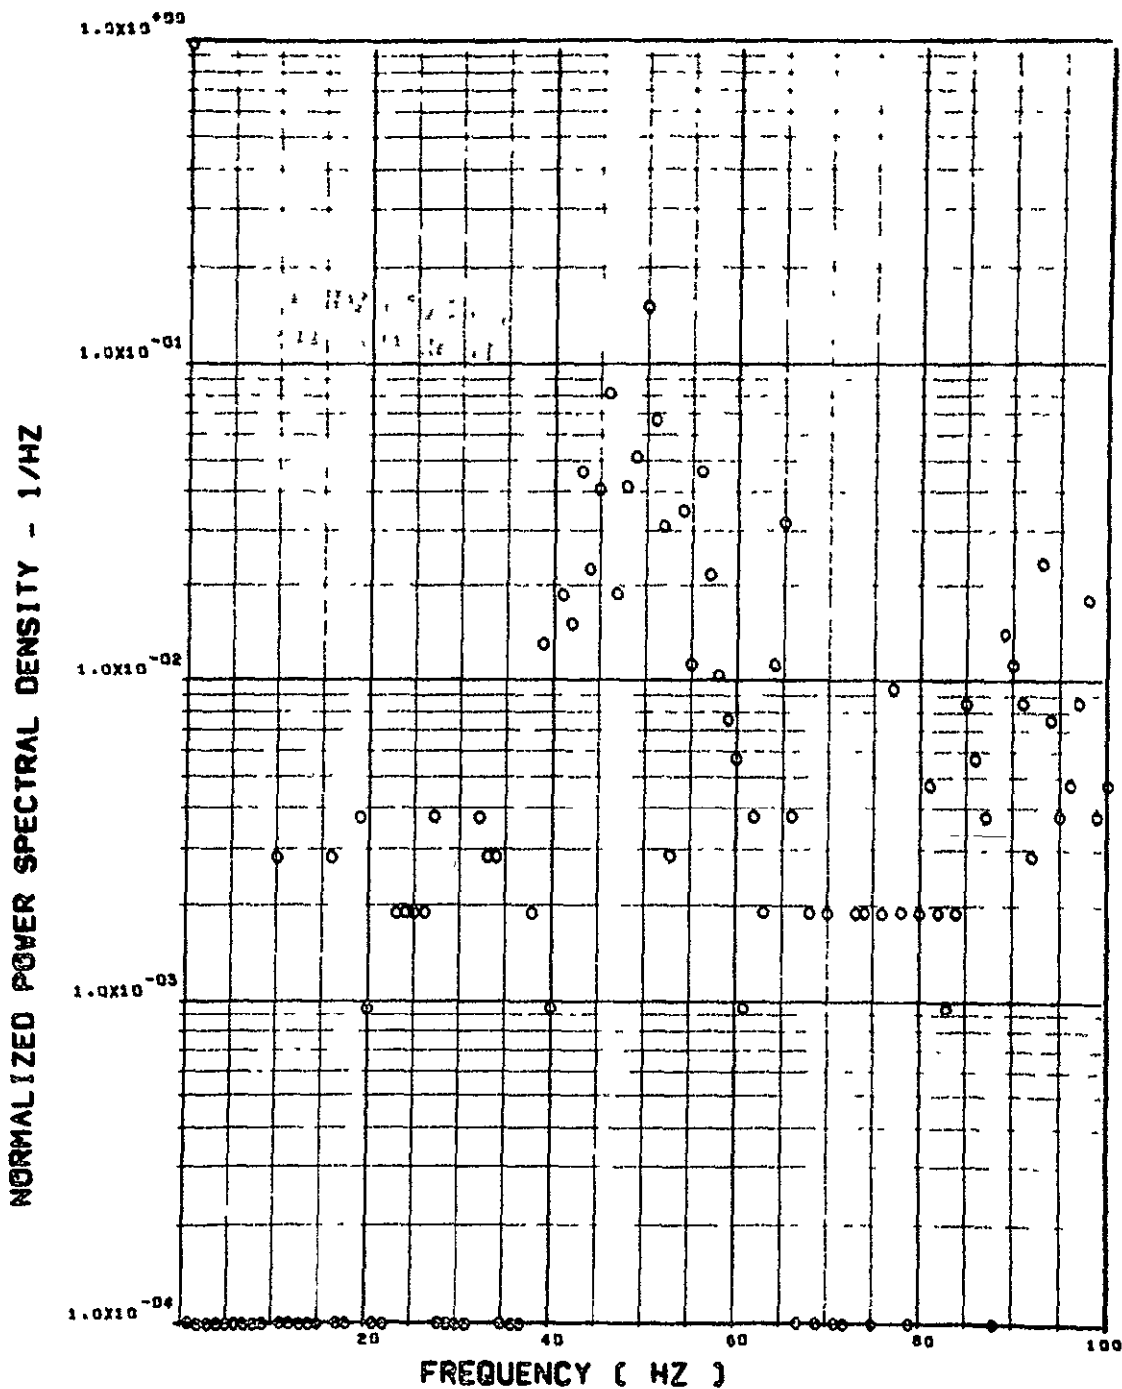 1.0X10^+00
1.0X10^-01
1.0X10^-02
1.0X10^-03
1.0X10^-04
NORMALIZED POWER SPECTRAL DENSITY - 1/HZ
20 40 60 80 100
FREQUENCY ( HZ )